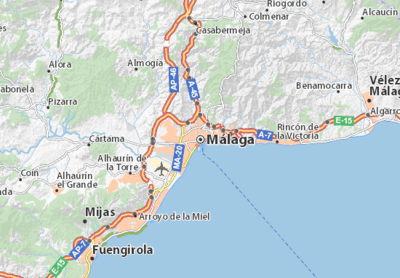 Riogordo
Colmenar
Alcaucin
Casabermeja
Alora
Almogía
AP-46
A-45
Benamocarra
Vélez
Mála
Algarro
Pizarra
E-15
Rincón de
la Victoria
A-7
Cártama
Málaga
MA-20
Alhaurín de
la Torre
Coín
Alhaurín
el Grande
Mijas
Arroyo de la Miel
AP-7
Fuengirola
E-15